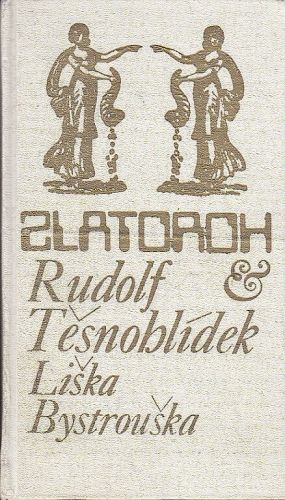 ZLATOROH
Rudolf &
Těsnohlídek
Liška
Bystrouška